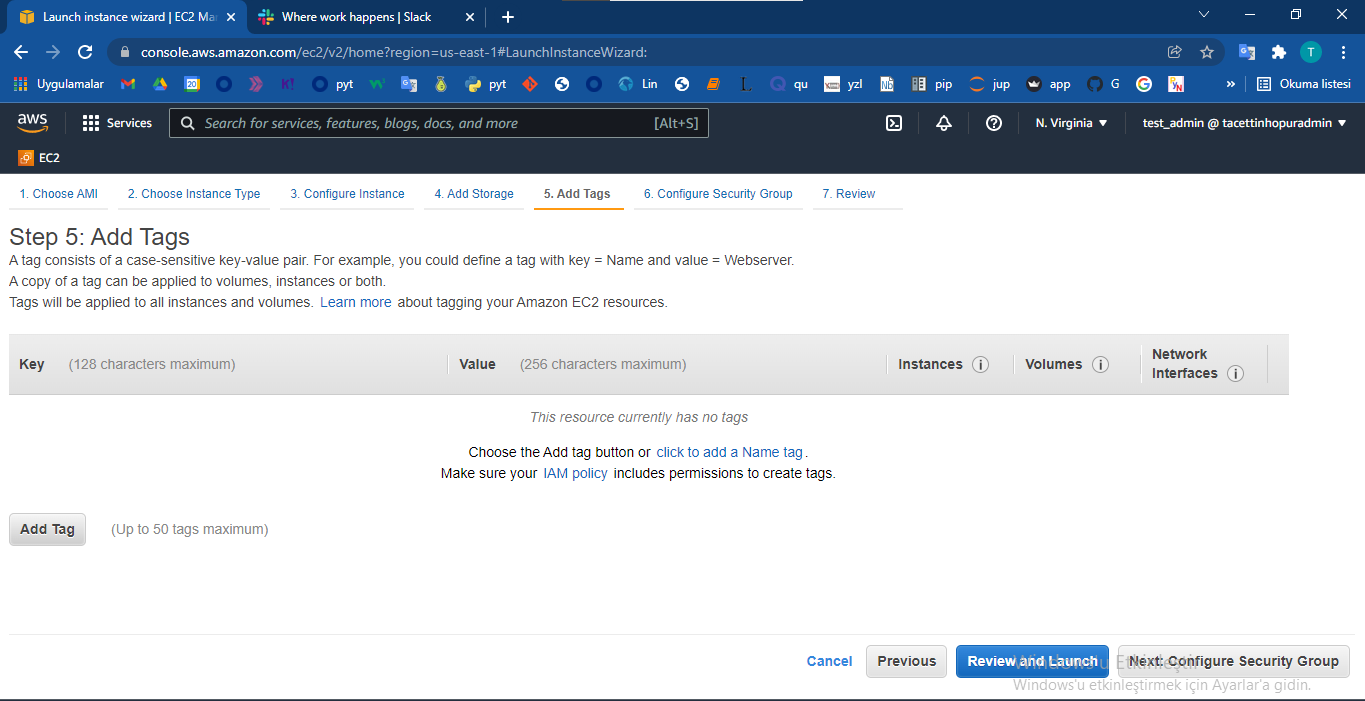 Launch instance wizard | EC2 Ma
Where work happens | Slack
console.aws.amazon.com/ec2/v2/home?region=us-east-1#LaunchInstanceWizard:
T
Uygulamalar 20 K! pyt pyt Lin L qu yzl Nb pip jup app G » Okuma listesi
aws Services Search for services, features, blogs, docs, and more [Alt+S] N. Virginia test_admin @ tacettinhopuradmin
EC2
1. Choose AMI 2. Choose Instance Type 3. Configure Instance 4. Add Storage 5. Add Tags 6. Configure Security Group 7. Review
Step 5: Add Tags
A tag consists of a case-sensitive key-value pair. For example, you could define a tag with key = Name and value = Webserver.
A copy of a tag can be applied to volumes, instances or both.
Tags will be applied to all instances and volumes. Learn more about tagging your Amazon EC2 resources.
Key (128 characters maximum) Value (256 characters maximum) Instances Volumes Network Interfaces
This resource currently has no tags
Choose the Add tag button or click to add a Name tag.
Make sure your IAM policy includes permissions to create tags.
Add Tag (Up to 50 tags maximum)
Cancel Previous Review and Launch Next: Configure Security Group
Windows'u Etkinleştir
Windows'u etkinleştirmek için Ayarlar'a gidin.